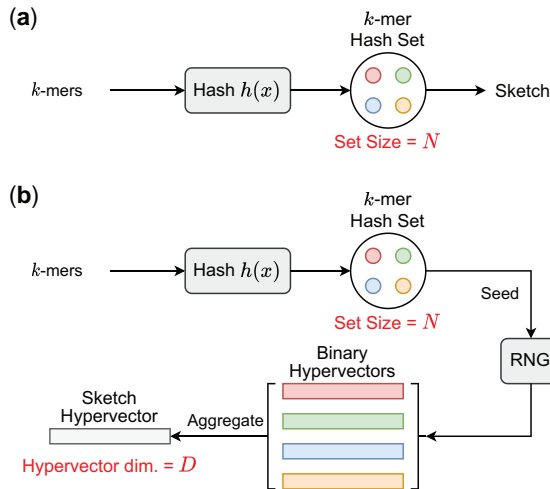 (a)
k-mer
Hash Set
k-mers
Hash h(x)
Sketch
Set Size = N
(b)
k-mer
Hash Set
k-mers
Hash h(x)
Seed
Set Size = N
RNG
Binary
Hypervectors
Sketch
Hypervector
Aggregate
Hypervector dim. = D